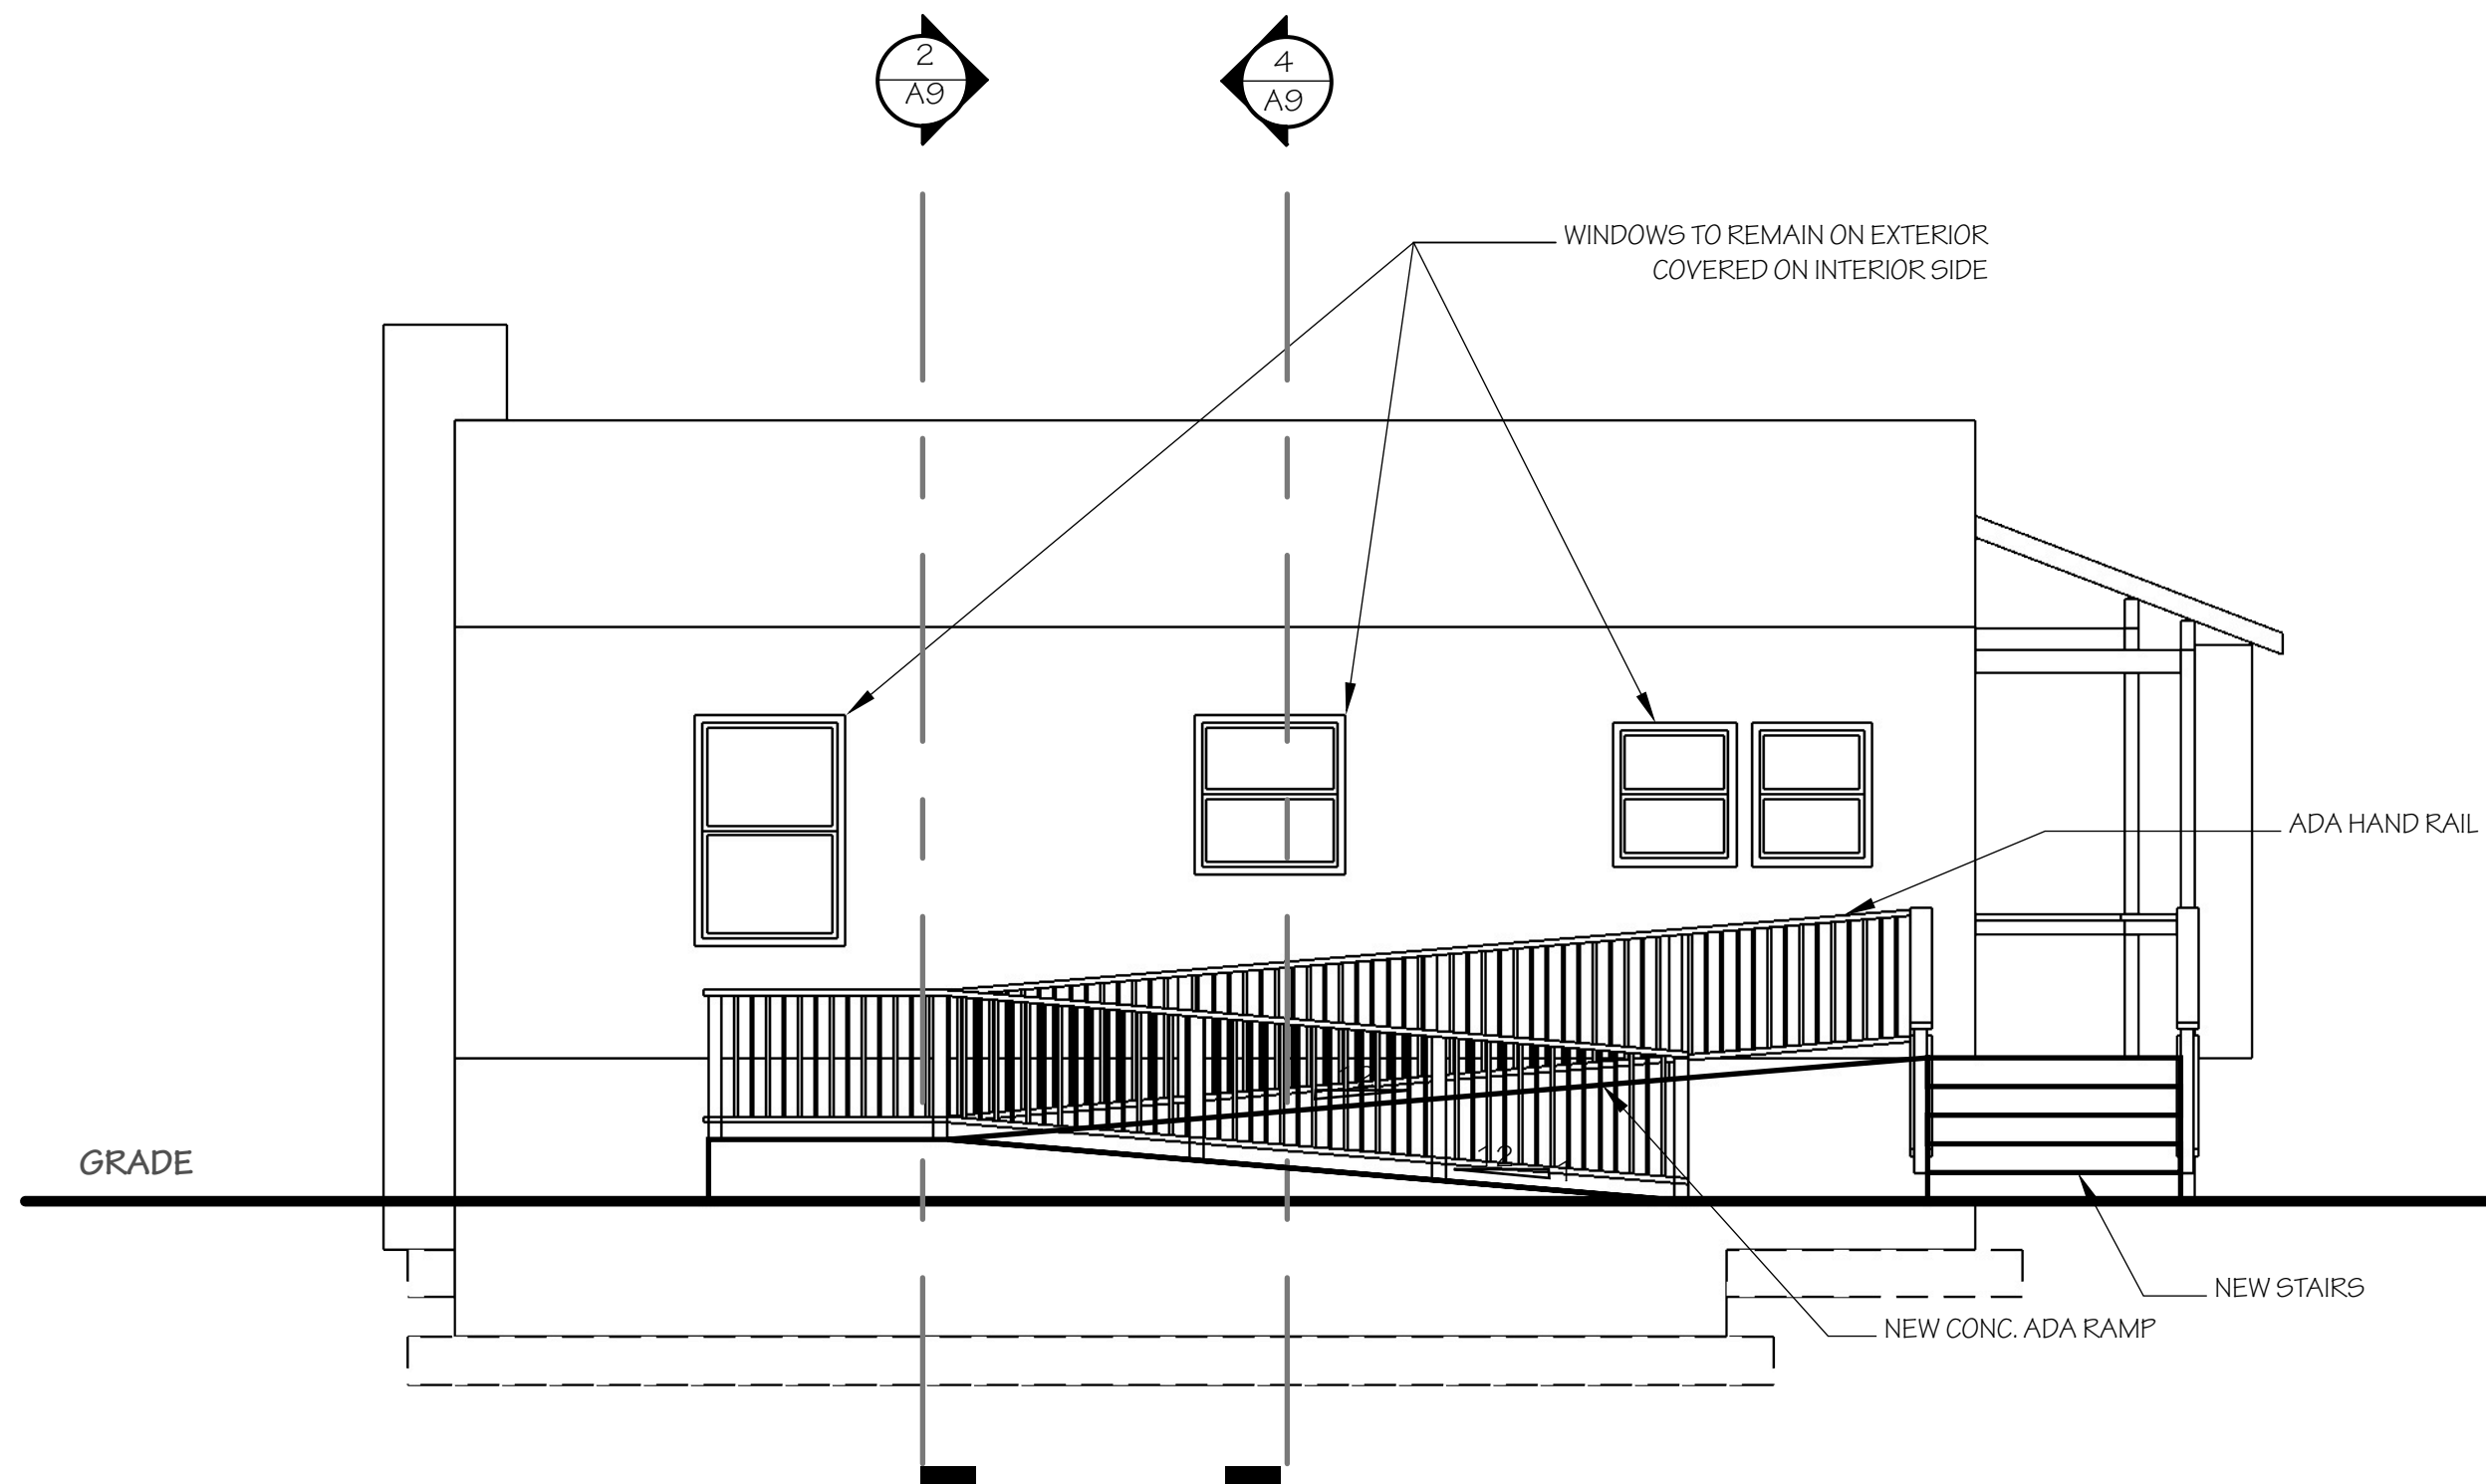 2
A9
4
A9
WINDOWS TO REMAIN ON EXTERIOR
COVERED ON INTERIOR SIDE
ADA HAND RAIL
12
12
1
GRADE
NEW STAIRS
NEW CONC. ADA RAMP